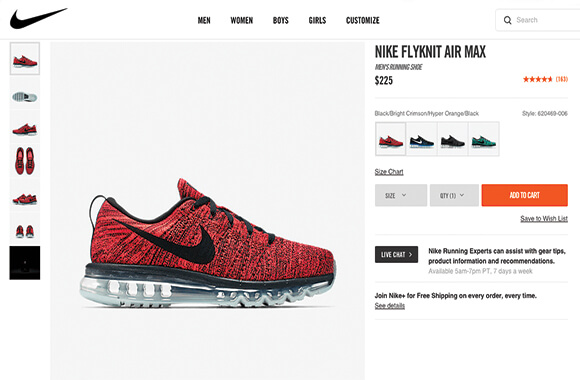 MEN WOMEN BOYS GIRLS CUSTOMIZE Search
NIKE FLYKNIT AIR MAX
MEN'S RUNNING SHOE
$225
(163)
Black/Bright Crimson/Hyper Orange/Black Style: 620469-006
Size Chart
SIZE QTY (1) ADD TO CART
Save to Wish List
LIVE CHAT
Nike Running Experts can assist with gear tips,
product information and recommendations.
Available 5am-7pm PT, 7 days a week
Join Nike+ for Free Shipping on every order, every time.
See details